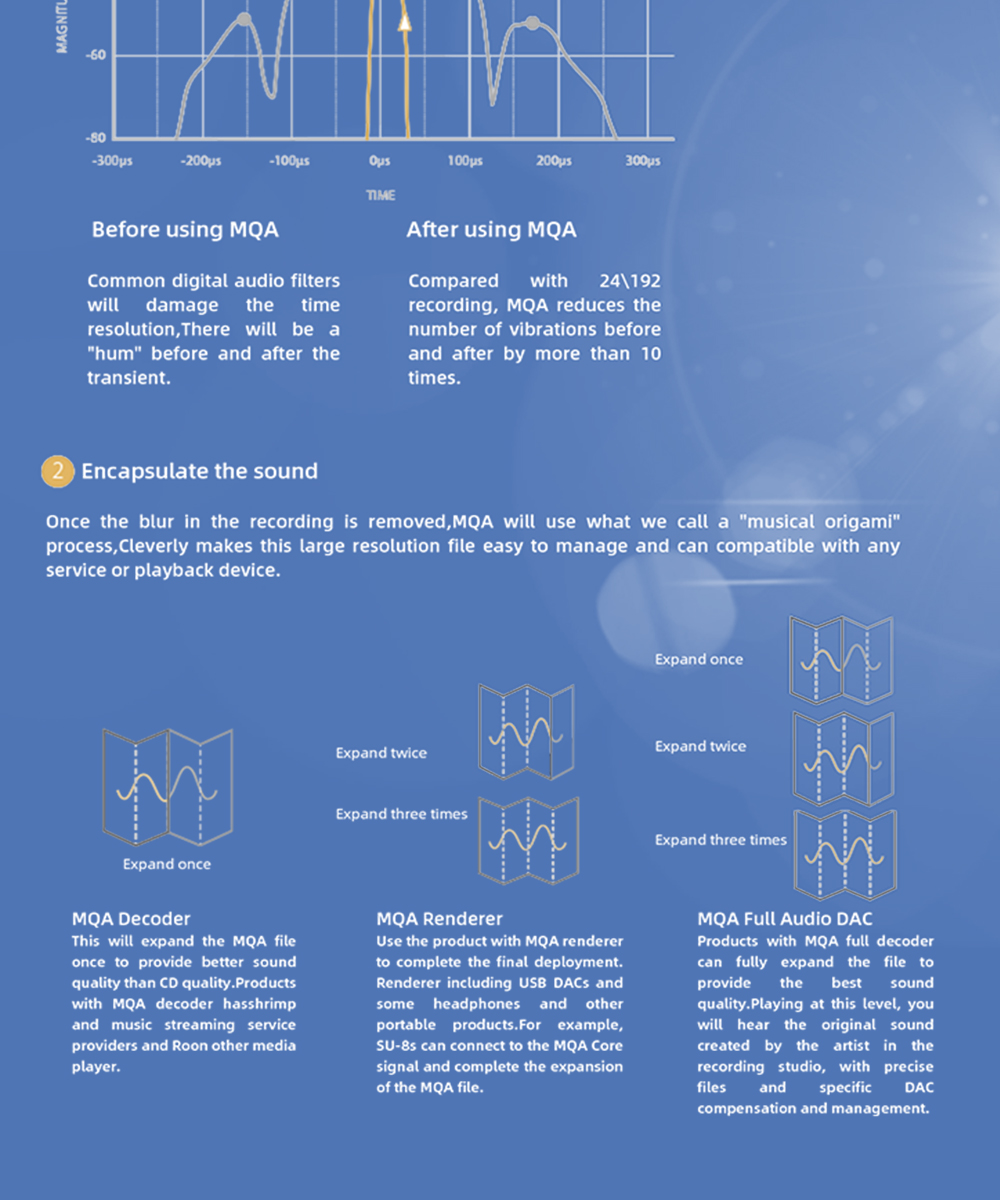 MAGNITU
-60
-80
-300μs -200μs -100μs 0μs 100μs 200μs 300μs
TIME
Before using MQA
Common digital audio filters
will damage the time
resolution,There will be a
"hum" before and after the
transient.
After using MQA
Compared with 24\192
recording, MQA reduces the
number of vibrations before
and after by more than 10
times.
2 Encapsulate the sound
Once the blur in the recording is removed,MQA will use what we call a "musical origami"
process,Cleverly makes this large resolution file easy to manage and can compatible with any
service or playback device.
Expand once
MQA Decoder
This will expand the MQA file
once to provide better sound
quality than CD quality.Products
with MQA decoder hasshrimp
and music streaming service
providers and Roon other media
player.
Expand twice
Expand three times
MQA Renderer
Use the product with MQA renderer
to complete the final deployment.
Renderer including USB DACs and
some headphones and other
portable products.For example,
SU-8s can connect to the MQA Core
signal and complete the expansion
of the MQA file.
Expand once
Expand twice
Expand three times
MQA Full Audio DAC
Products with MQA full decoder
can fully expand the file to
provide the best sound
quality.Playing at this level, you
will hear the original sound
created by the artist in the
recording studio, with precise
files and specific DAC
compensation and management.